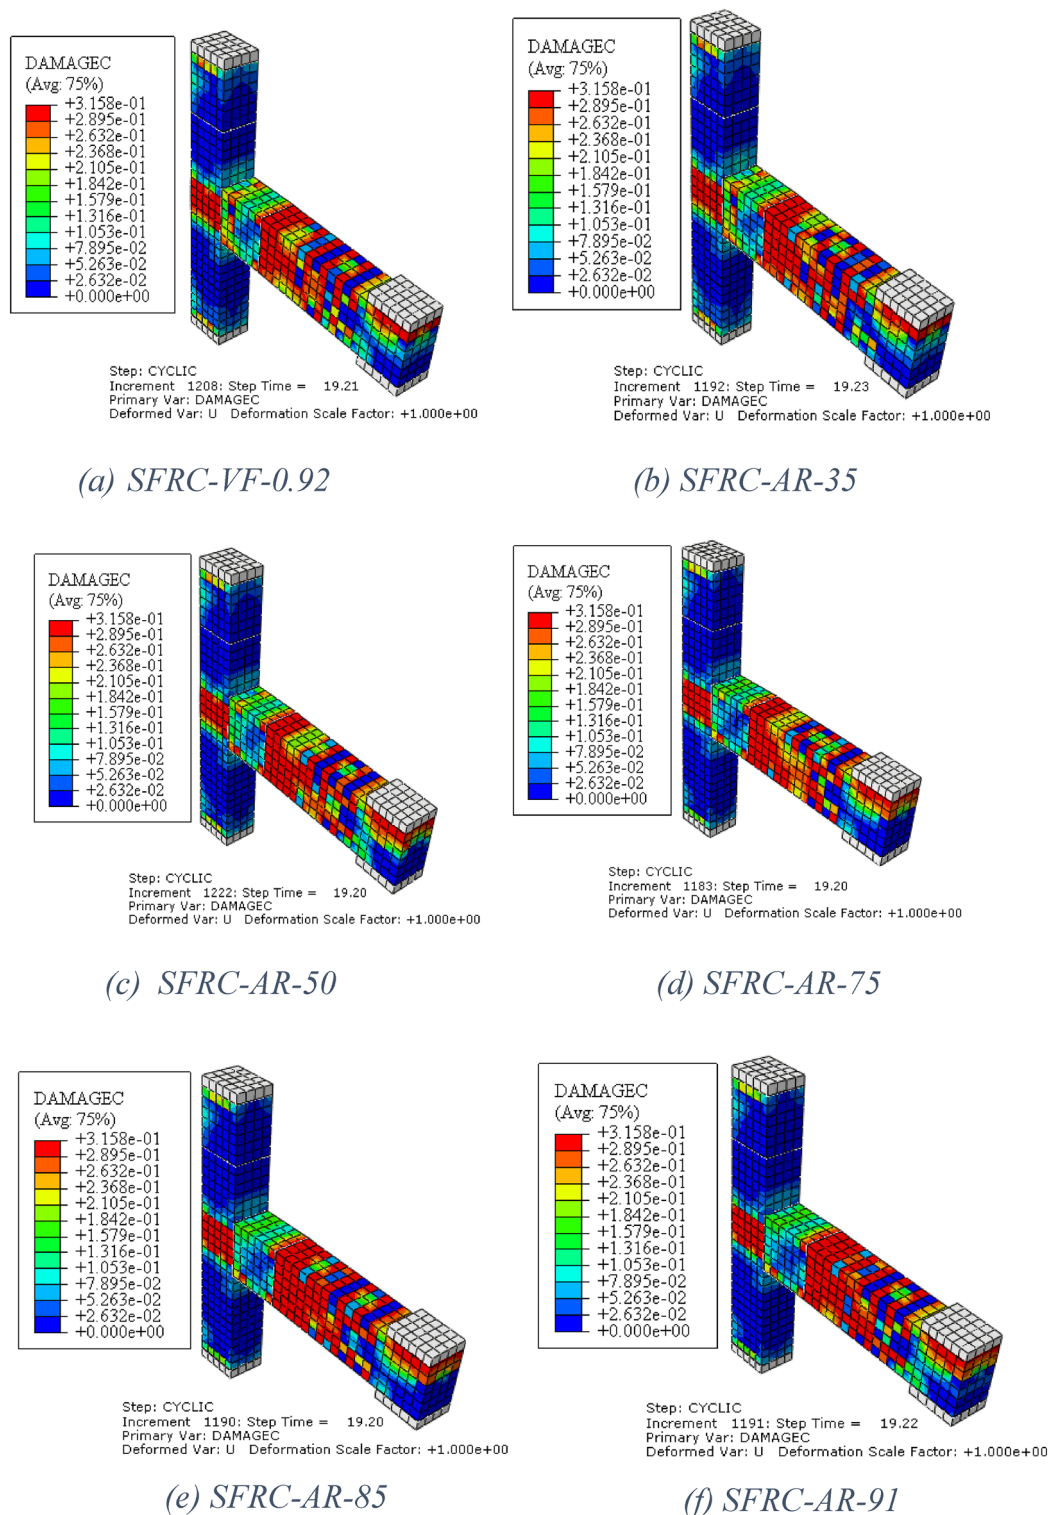 DAMAGEC
(Avg: 75%)
+3.158e-01
+2.895e-01
+2.632e-01
+2.368e-01
+2.105e-01
+1.842e-01
+1.579e-01
+1.316e-01
+1.053e-01
+7.895e-02
+5.263e-02
+2.632e-02
+0.000e+00
Step: CYCLIC
Increment 1208: Step Time = 19.21
Primary Var: DAMAGEC
Deformed Var: U Deformation Scale Factor: +1.000e+00
(a) SFRC-VF-0.92
DAMAGEC
(Avg: 75%)
+3.158e-01
+2.895e-01
+2.632e-01
+2.368e-01
+2.105e-01
+1.842e-01
+1.579e-01
+1.316e-01
+1.053e-01
+7.895e-02
+5.263e-02
+2.632e-02
+0.000e+00
Step: CYCLIC
Increment 1192: Step Time = 19.23
Primary Var: DAMAGEC
Deformed Var: U Deformation Scale Factor: +1.000e+00
(b) SFRC-AR-35
DAMAGEC
(Avg: 75%)
+3.158e-01
+2.895e-01
+2.632e-01
+2.368e-01
+2.105e-01
+1.842e-01
+1.579e-01
+1.316e-01
+1.053e-01
+7.895e-02
+5.263e-02
+2.632e-02
+0.000e+00
Step: CYCLIC
Increment 1222: Step Time = 19.20
Primary Var: DAMAGEC
Deformed Var: U Deformation Scale Factor: +1.000e+00
(c) SFRC-AR-50
DAMAGEC
(Avg: 75%)
+3.158e-01
+2.895e-01
+2.632e-01
+2.368e-01
+2.105e-01
+1.842e-01
+1.579e-01
+1.316e-01
+1.053e-01
+7.895e-02
+5.263e-02
+2.632e-02
+0.000e+00
Step: CYCLIC
Increment 1183: Step Time = 19.20
Primary Var: DAMAGEC
Deformed Var: U Deformation Scale Factor: +1.000e+00
(d) SFRC-AR-75
DAMAGEC
(Avg: 75%)
+3.158e-01
+2.895e-01
+2.632e-01
+2.368e-01
+2.105e-01
+1.842e-01
+1.579e-01
+1.316e-01
+1.053e-01
+7.895e-02
+5.263e-02
+2.632e-02
+0.000e+00
Step: CYCLIC
Increment 1190: Step Time = 19.20
Primary Var: DAMAGEC
Deformed Var: U Deformation Scale Factor: +1.000e+00
(e) SFRC-AR-85
DAMAGEC
(Avg: 75%)
+3.158e-01
+2.895e-01
+2.632e-01
+2.368e-01
+2.105e-01
+1.842e-01
+1.579e-01
+1.316e-01
+1.053e-01
+7.895e-02
+5.263e-02
+2.632e-02
+0.000e+00
Step: CYCLIC
Increment 1191: Step Time = 19.22
Primary Var: DAMAGEC
Deformed Var: U Deformation Scale Factor: +1.000e+00
(f) SFRC-AR-91